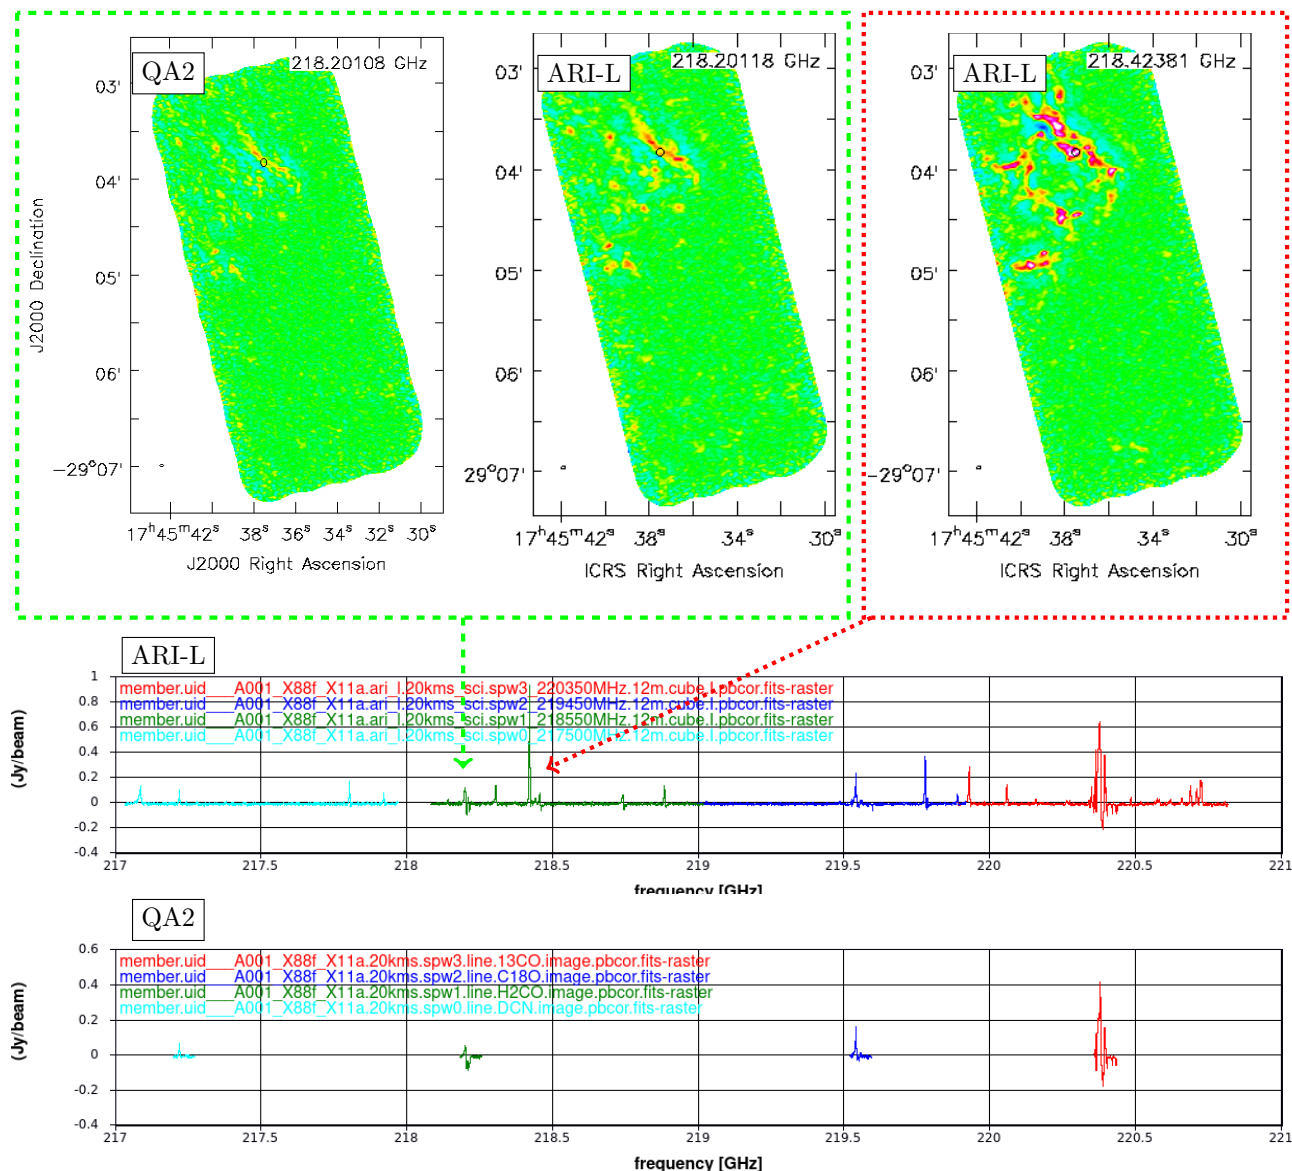 QA2
218.20108 GHz
ARI-L
218.20118 GHz
ARI-L
218.42381 GHz
03'
04'
05'
06'
−29°07'
J2000 Declination
17ʰ45ᵐ42ˢ 38ˢ 36ˢ 34ˢ 32ˢ 30ˢ
J2000 Right Ascension
03'
04'
05'
06'
29°07'
17ʰ45ᵐ42ˢ 38ˢ 34ˢ 30ˢ
ICRS Right Ascension
03'
04'
05'
06'
−29°07'
17ʰ45ᵐ42ˢ 38ˢ 34ˢ 30ˢ
ICRS Right Ascension
ARI-L
member.uid___A001_X88f_X11a.ari_l.20kms_sci.spw3_220350MHz.12m.cube.I.pbcor.fits-raster
member.uid___A001_X88f_X11a.ari_l.20kms_sci.spw2_219450MHz.12m.cube.I.pbcor.fits-raster
member.uid___A001_X88f_X11a.ari_l.20kms_sci.spw1_218550MHz.12m.cube.I.pbcor.fits-raster
member.uid___A001_X88f_X11a.ari_l.20kms_sci.spw0_217500MHz.12m.cube.I.pbcor.fits-raster
(Jy/beam)
1
0.8
0.6
0.4
0.2
0
-0.2
-0.4
217 217.5 218 218.5 219 219.5 220 220.5 221
frequency [GHz]
QA2
member.uid___A001_X88f_X11a.20kms.spw3.line.13CO.image.pbcor.fits-raster
member.uid___A001_X88f_X11a.20kms.spw2.line.C18O.image.pbcor.fits-raster
member.uid___A001_X88f_X11a.20kms.spw1.line.H2CO.image.pbcor.fits-raster
member.uid___A001_X88f_X11a.20kms.spw0.line.DCN.image.pbcor.fits-raster
(Jy/beam)
0.6
0.4
0.2
0
-0.2
-0.4
217 217.5 218 218.5 219 219.5 220 220.5 221
frequency [GHz]